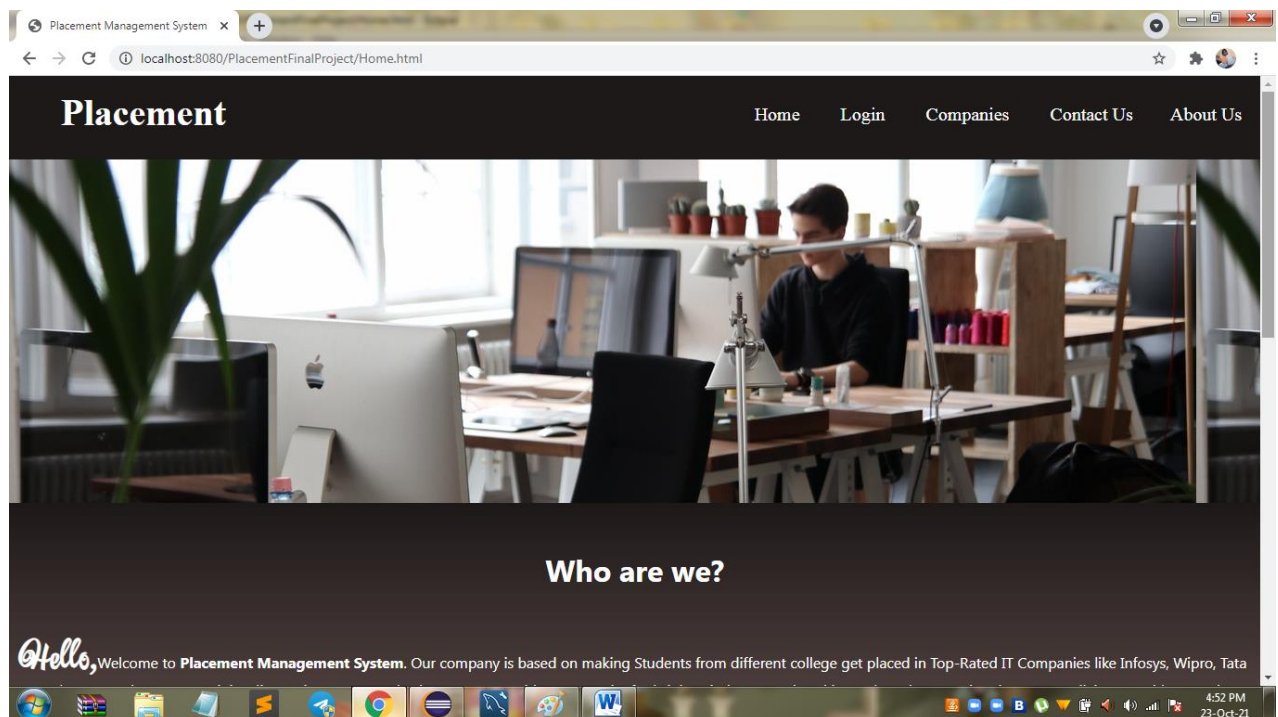 Placement Management System
localhost:8080/PlacementFinalProject/Home.html
Placement
Home Login Companies Contact Us About Us
Who are we?
Hello, Welcome to Placement Management System. Our company is based on making Students from different college get placed in Top-Rated IT Companies like Infosys, Wipro, Tata
4:52 PM
23-Oct-21